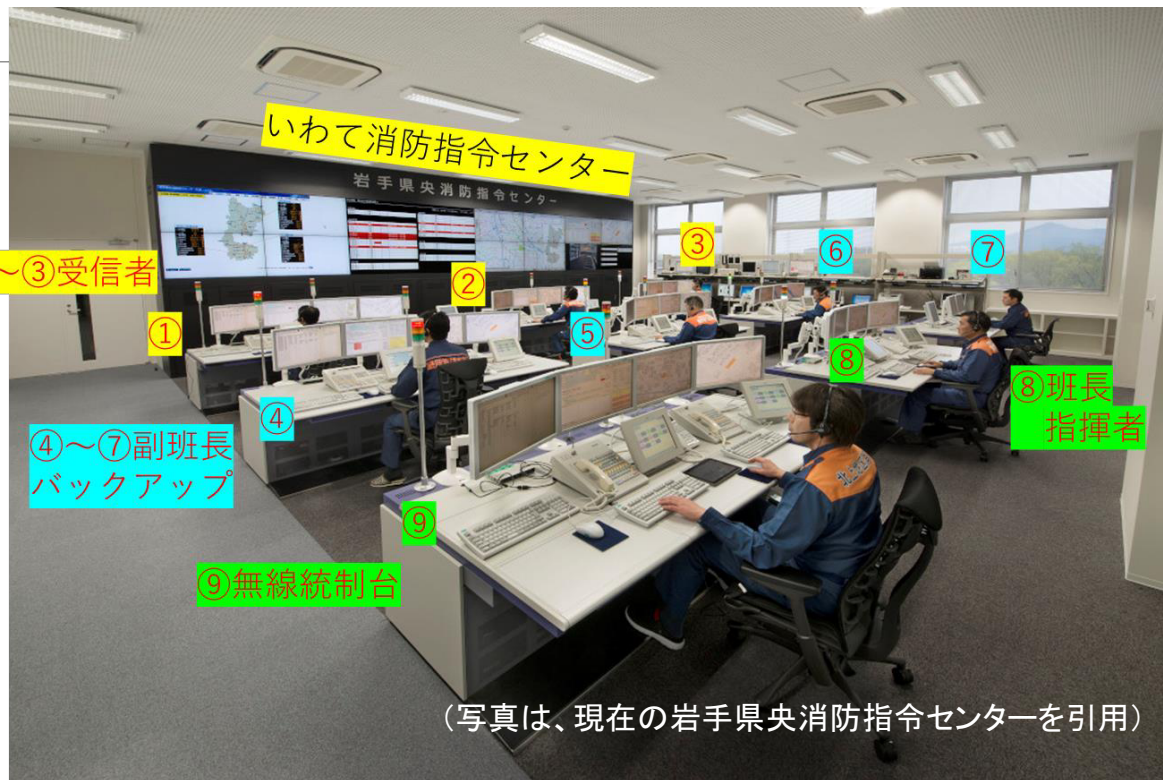 いわて消防指令センター
岩手県央消防指令センター
～③受信者
①
②
③
④
⑤
⑥
⑦
⑧
⑨
④～⑦副班長
バックアップ
⑧班長
指揮者
⑨無線統制台
（写真は、現在の岩手県央消防指令センターを引用）